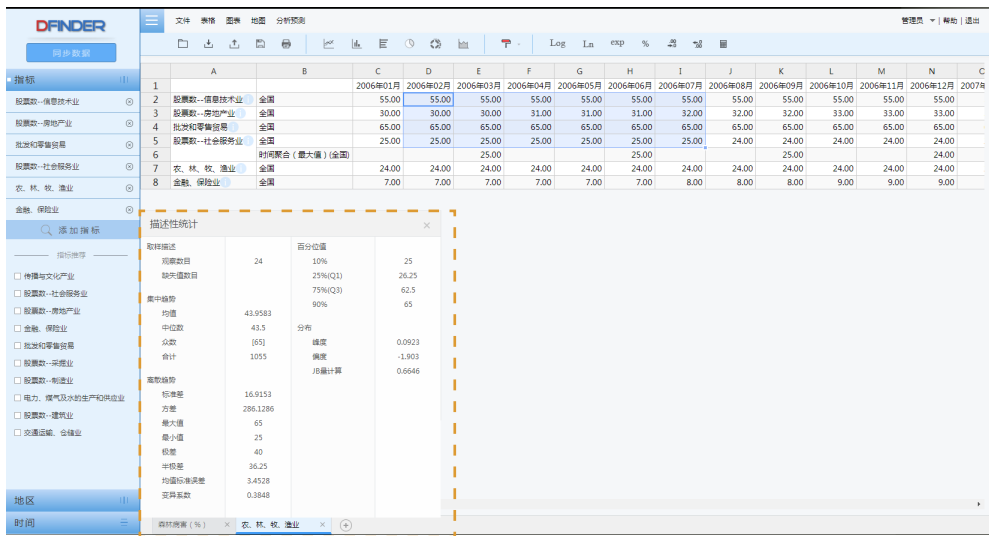 DFINDER
文件 表格 图表 地图 分析预测
管理员 帮助 | 退出
同步数据
Log Ln exp %
指标
A B C D E F G H I J K L M N
1 2006年01月 2006年02月 2006年03月 2006年04月 2006年05月 2006年06月 2006年07月 2006年08月 2006年09月 2006年10月 2006年11月 2006年12月
2 股票数--信息技术业 全国 55.00 55.00 55.00 55.00 55.00 55.00 55.00 55.00 55.00 55.00 55.00 55.00
3 股票数--房地产业 全国 30.00 30.00 30.00 31.00 31.00 31.00 32.00 32.00 32.00 33.00 33.00 33.00
4 批发和零售贸易 全国 65.00 65.00 65.00 65.00 65.00 65.00 65.00 65.00 65.00 65.00 65.00 65.00
5 股票数--社会服务业 全国 25.00 25.00 25.00 25.00 25.00 25.00 25.00 24.00 24.00 24.00 24.00 24.00
6 时间聚合（最大值）(全国) 25.00 25.00 25.00 24.00
7 农、林、牧、渔业 全国 24.00 24.00 24.00 24.00 24.00 24.00 24.00 24.00 24.00 24.00 24.00 24.00
8 金融、保险业 全国 7.00 7.00 7.00 7.00 7.00 7.00 8.00 8.00 8.00 9.00 9.00 9.00
股票数--信息技术业
股票数--房地产业
批发和零售贸易
股票数--社会服务业
农、林、牧、渔业
金融、保险业
添加指标
指标推荐
传播与文化产业
股票数--社会服务业
股票数--房地产业
金融、保险业
批发和零售贸易
股票数--采掘业
股票数--制造业
电力、煤气及水的生产和供应业
股票数--建筑业
交通运输、仓储业
地区
时间
描述性统计
取样描述
观察数目 24
缺失值数目
集中趋势
均值 43.9583
中位数 43.5
众数 [65]
合计 1055
离散趋势
标准差 16.9153
方差 286.1286
最大值 65
最小值 25
极差 40
半极差 36.25
均值标准误差 3.4528
变异系数 0.3848
百分位值
10% 25
25%(Q1) 26.25
75%(Q3) 62.5
90% 65
分布
峰度 0.0923
偏度 -1.903
JB量计算 0.6646
森林病害(%) 农、林、牧、渔业